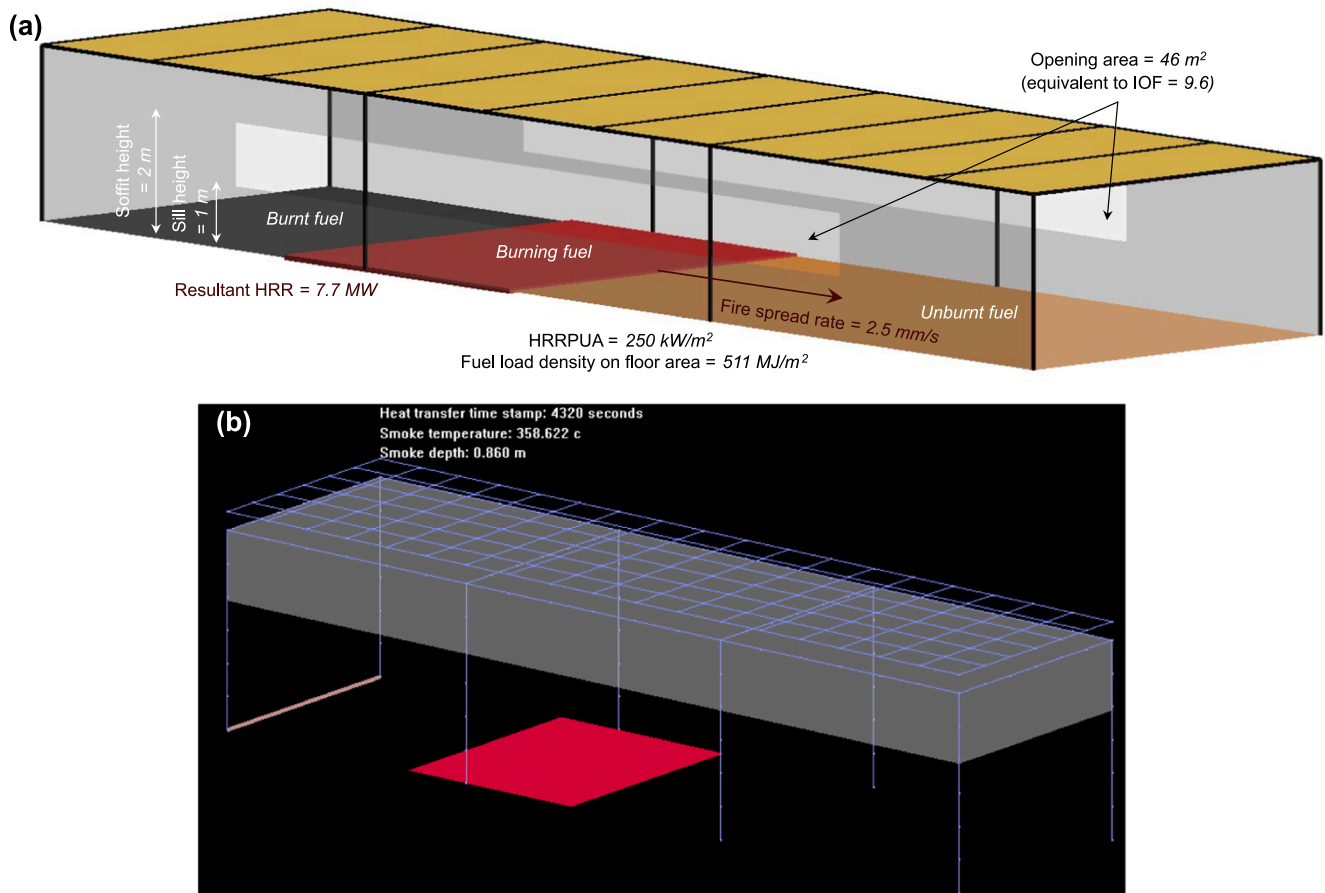 (a)
Opening area = 46 m²
(equivalent to IOF = 9.6)
Soffit height
= 2 m
Sill height
= 1 m
Burnt fuel
Burning fuel
Resultant HRR = 7.7 MW
Fire spread rate = 2.5 mm/s
Unburnt fuel
HRRPUA = 250 kW/m²
Fuel load density on floor area = 511 MJ/m²
(b)
Heat transfer time stamp: 4320 seconds
Smoke temperature: 358.622 c
Smoke depth: 0.860 m